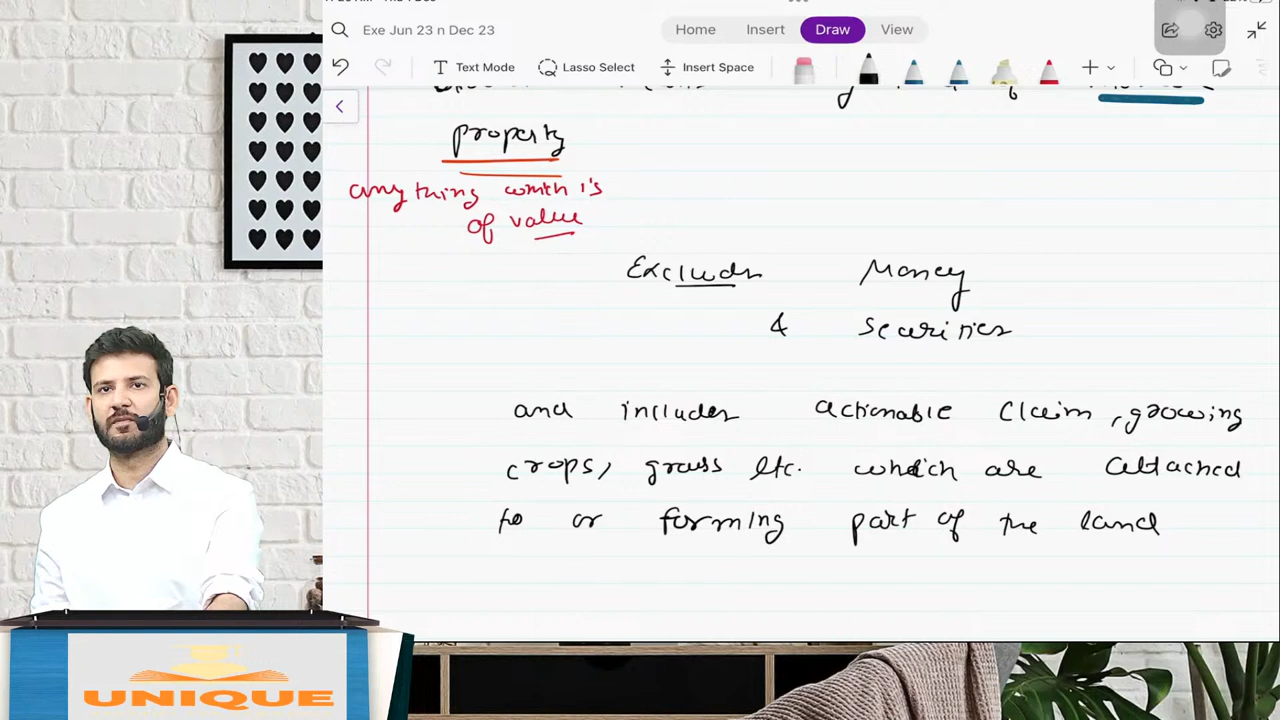 Exe Jun 23 n Dec 23
Home Insert Draw View
Text Mode Lasso Select Insert Space
property
anything which is
of value
Excludes Money
& Securities
and includes actionable claim, growing
crops, grass etc. which are attached
to or forming part of the land
UNIQUE